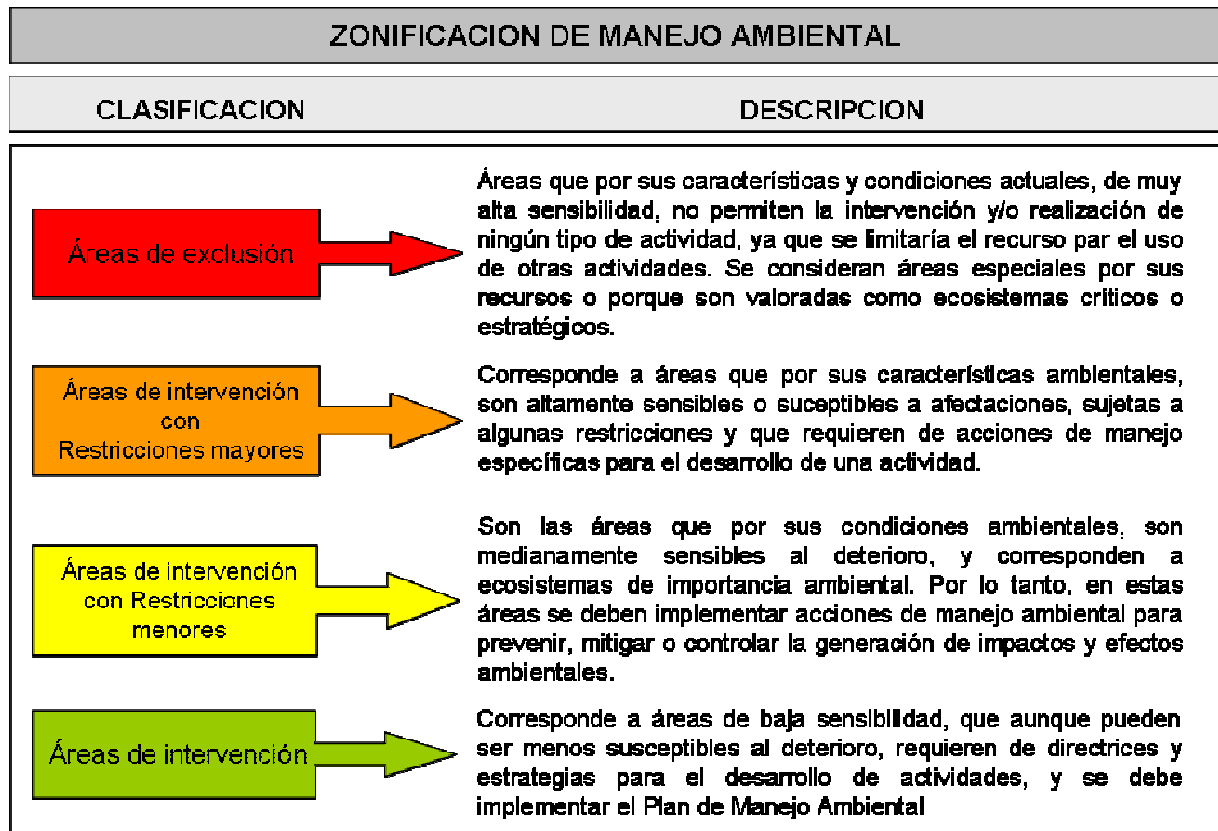 ZONIFICACION DE MANEJO AMBIENTAL
CLASIFICACION
DESCRIPCION
Áreas de exclusión
Áreas que por sus características y condiciones actuales, de muy
alta sensibilidad, no permiten la intervención y/o realización de
ningún tipo de actividad, ya que se limitaría el recurso par el uso
de otras actividades. Se consideran áreas especiales por sus
recursos o porque son valoradas como ecosistemas críticos o
estratégicos.
Áreas de intervención
con
Restricciones mayores
Corresponde a áreas que por sus características ambientales,
son altamente sensibles o suceptibles a afectaciones, sujetas a
algunas restricciones y que requieren de acciones de manejo
específicas para el desarrollo de una actividad.
Áreas de intervención
con Restricciones
menores
Son las áreas que por sus condiciones ambientales, son
medianamente sensibles al deterioro, y corresponden a
ecosistemas de importancia ambiental. Por lo tanto, en estas
áreas se deben implementar acciones de manejo ambiental para
prevenir, mitigar o controlar la generación de impactos y efectos
ambientales.
Áreas de intervención
Corresponde a áreas de baja sensibilidad, que aunque pueden
ser menos susceptibles al deterioro, requieren de directrices y
estrategias para el desarrollo de actividades, y se debe
implementar el Plan de Manejo Ambiental